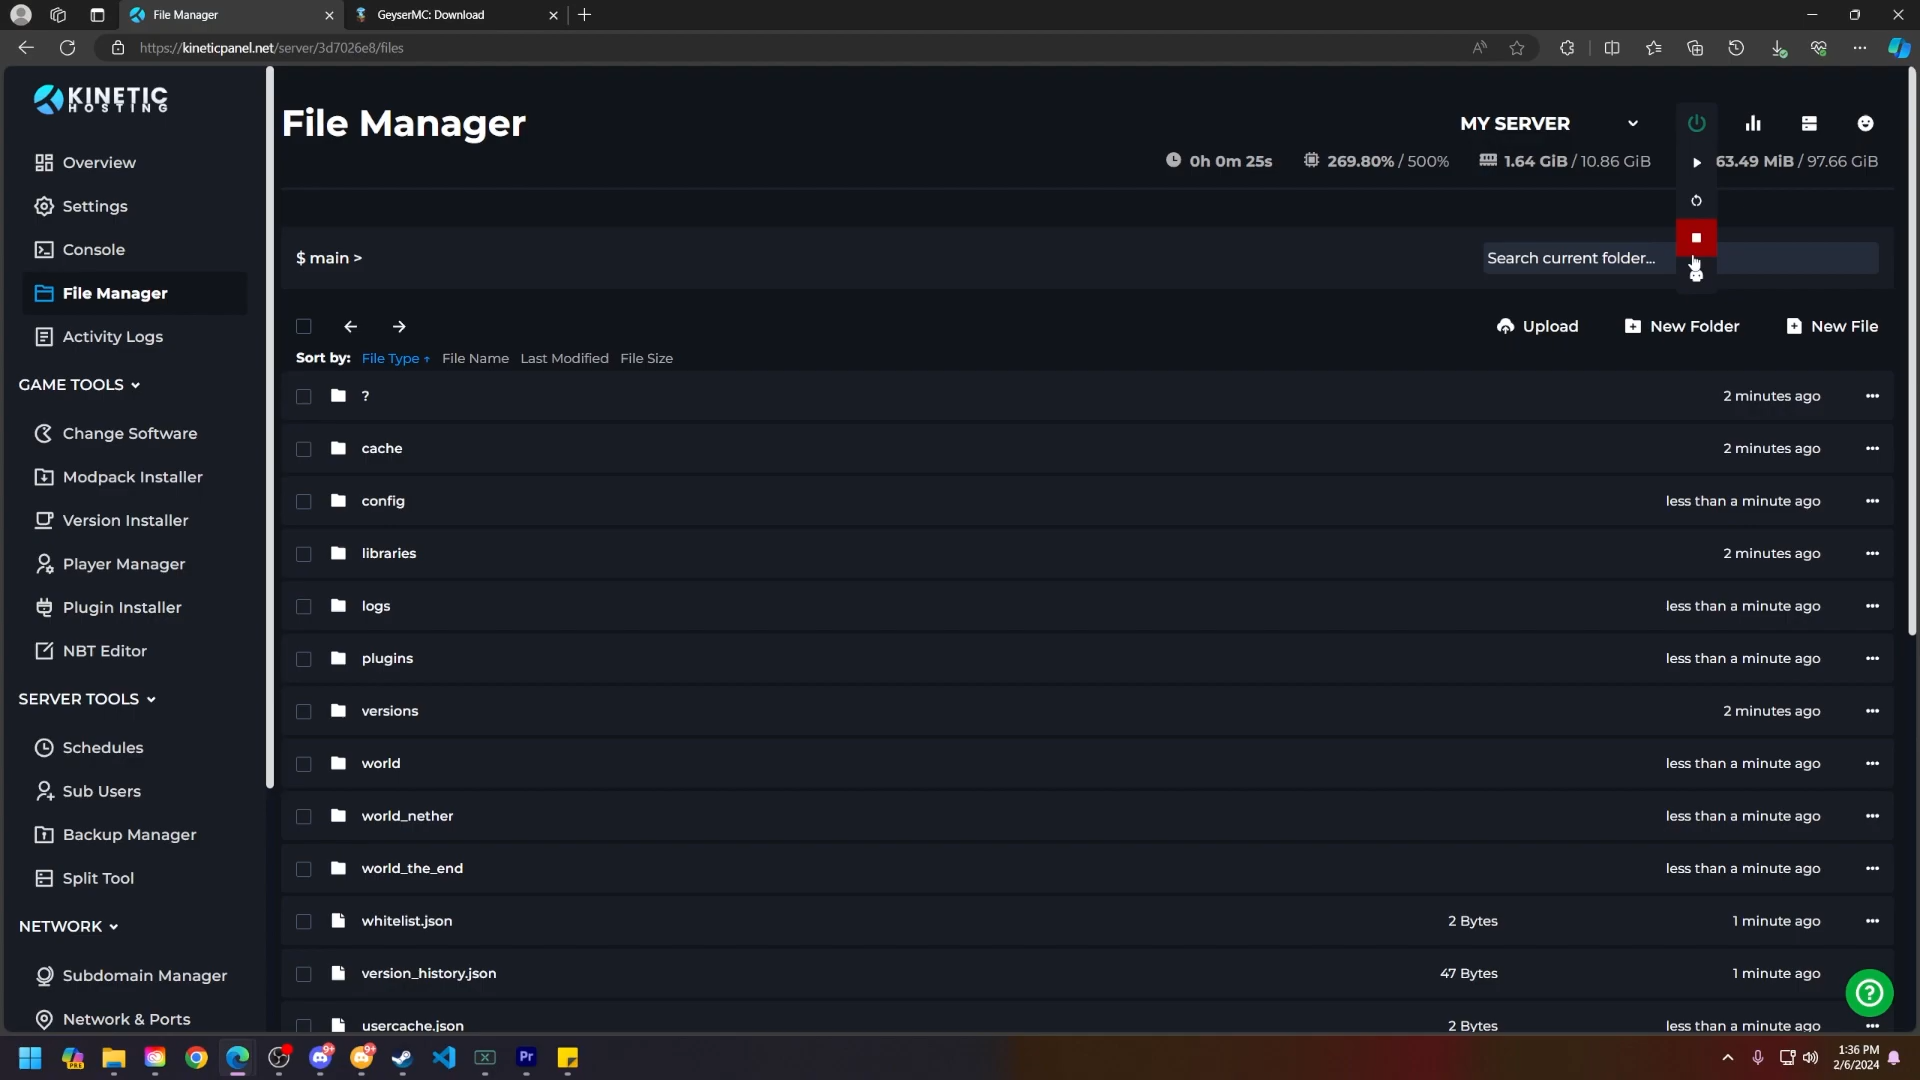 File Manager
GeyserMC: Download
https://kineticpanel.net/server/3d7026e8/files
KINETIC
HOSTING
File Manager
MY SERVER
0h 0m 25s
269.80% / 500%
1.64 GiB / 10.86 GiB
63.49 MiB / 97.66 GiB
Overview
Settings
Console
File Manager
Activity Logs
GAME TOOLS
Change Software
Modpack Installer
Version Installer
Player Manager
Plugin Installer
NBT Editor
SERVER TOOLS
Schedules
Sub Users
Backup Manager
Split Tool
NETWORK
Subdomain Manager
Network & Ports
$ main >
Search current folder...
Upload
New Folder
New File
Sort by: File Type ↑ File Name Last Modified File Size
? 2 minutes ago
cache 2 minutes ago
config less than a minute ago
libraries 2 minutes ago
logs less than a minute ago
plugins less than a minute ago
versions 2 minutes ago
world less than a minute ago
world_nether less than a minute ago
world_the_end less than a minute ago
whitelist.json 2 Bytes 1 minute ago
version_history.json 47 Bytes 1 minute ago
usercache.json 2 Bytes less than a minute ago
PRE
Pr
1:36 PM
2/6/2024